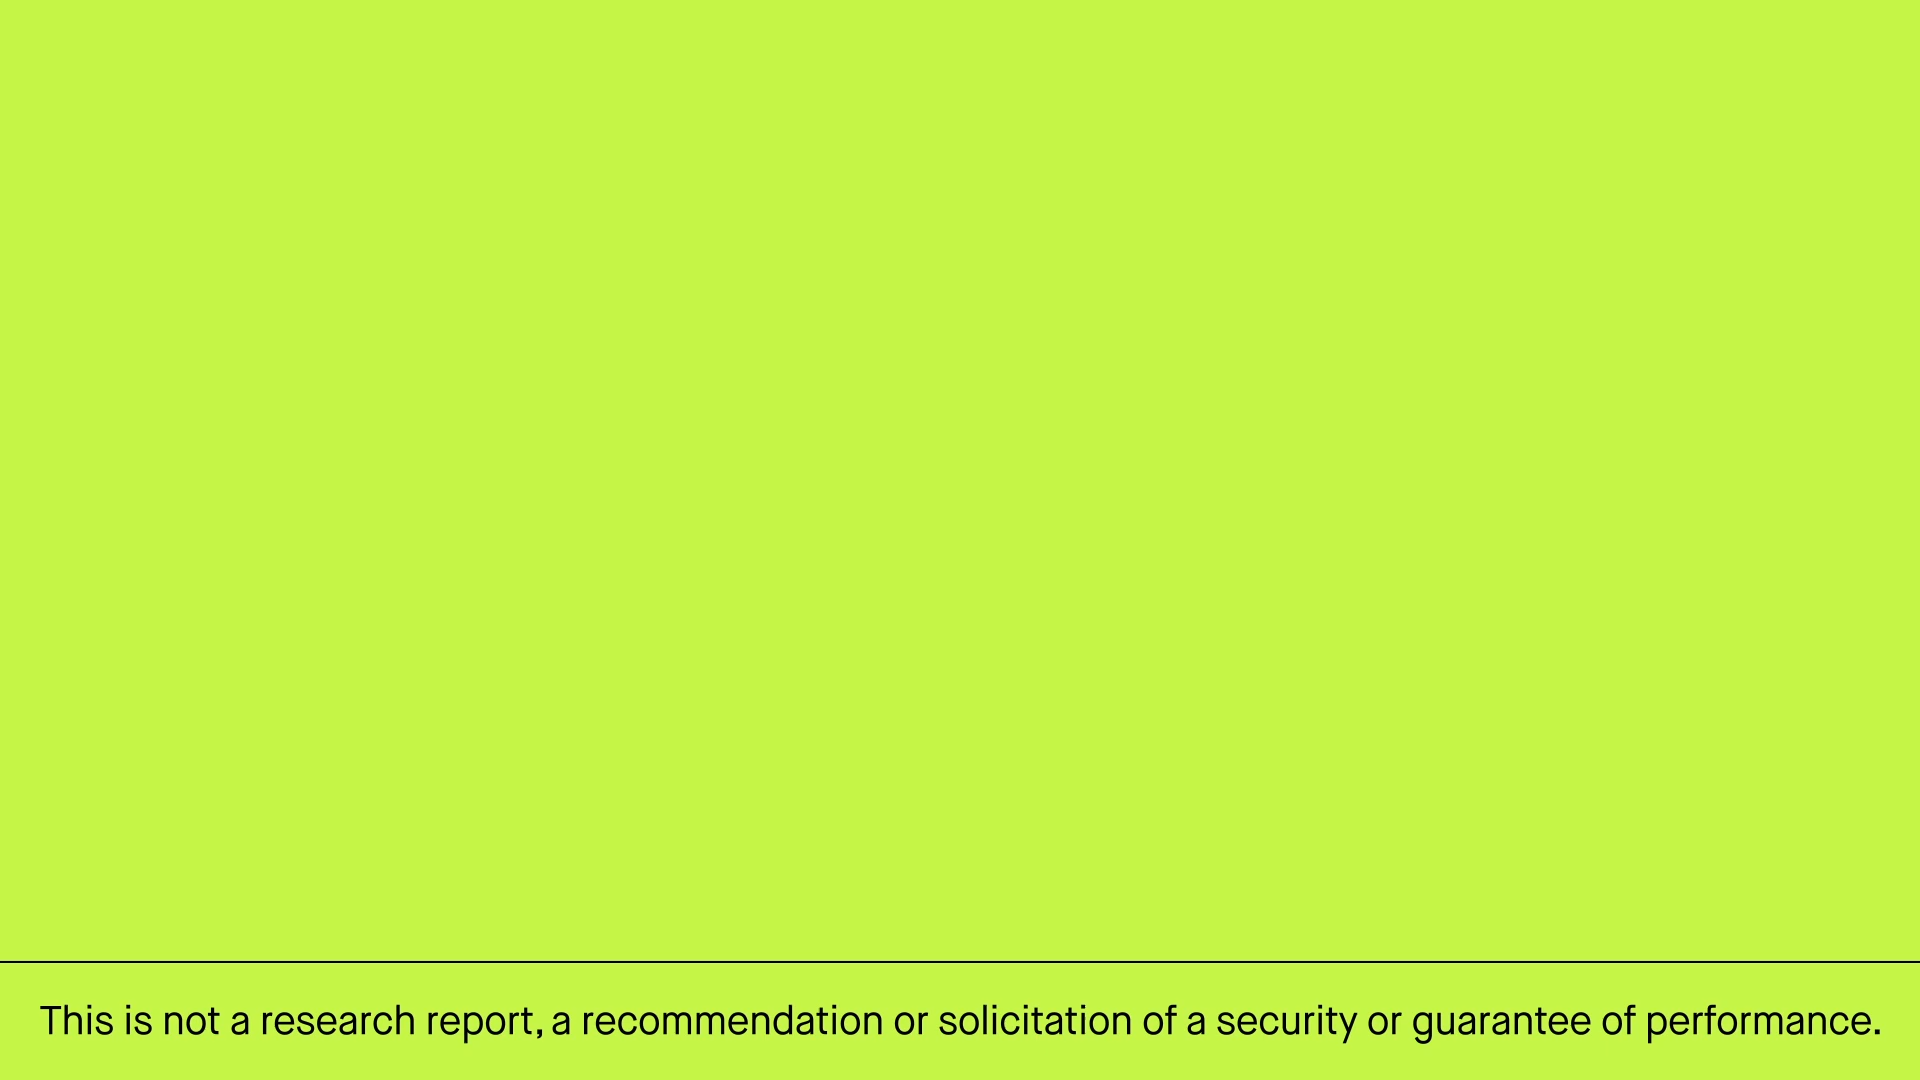 This is not a research report, a recommendation or solicitation of a security or guarantee of performance.